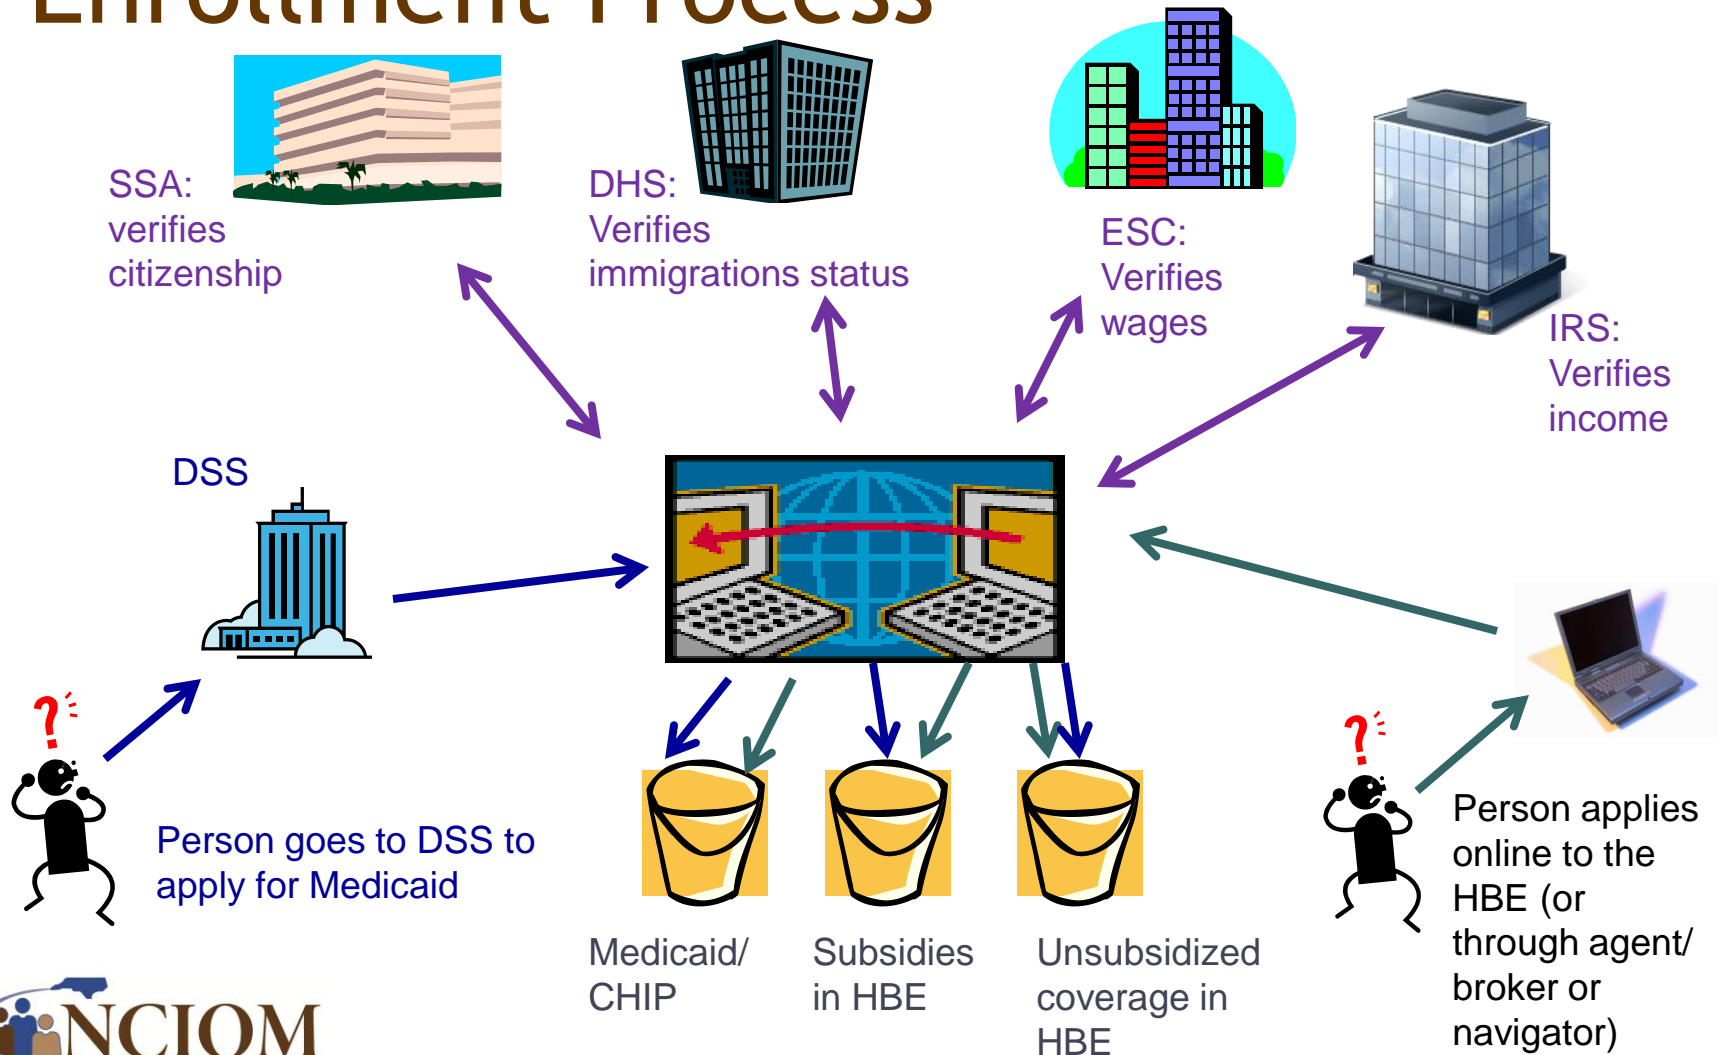 Enrollment Process
SSA:
verifies
citizenship
DHS:
Verifies
immigrations status
ESC:
Verifies
wages
IRS:
Verifies
income
DSS
?
?
Person goes to DSS to
apply for Medicaid
Person applies
online to the
HBE (or
through agent/
broker or
navigator)
Medicaid/
CHIP
Subsidies
in HBE
Unsubsidized
coverage in
HBE
NCIOM